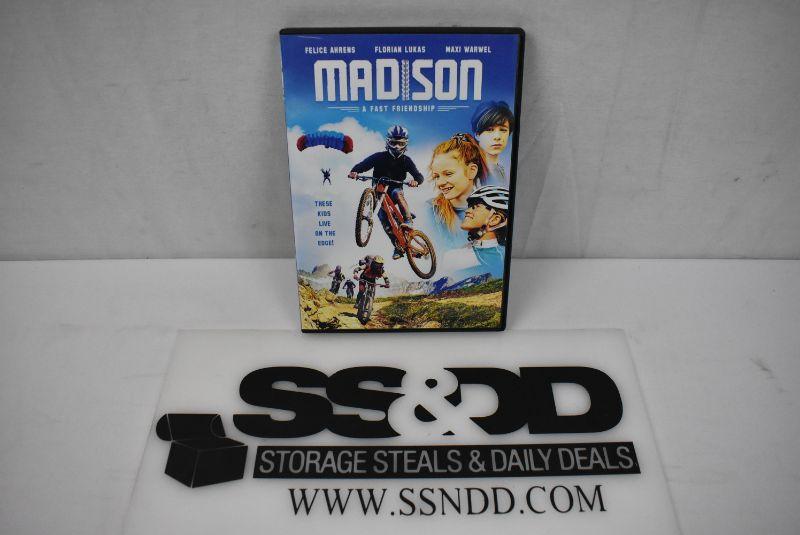 FELICE AHRENS FLORIAN LUKAS MAXI WARWEL
MADISON
A FAST FRIENDSHIP
THESE
KIDS
LIVE
ON THE
EDGE!
SS&DD
STORAGE STEALS & DAILY DEALS
WWW.SSNDD.COM